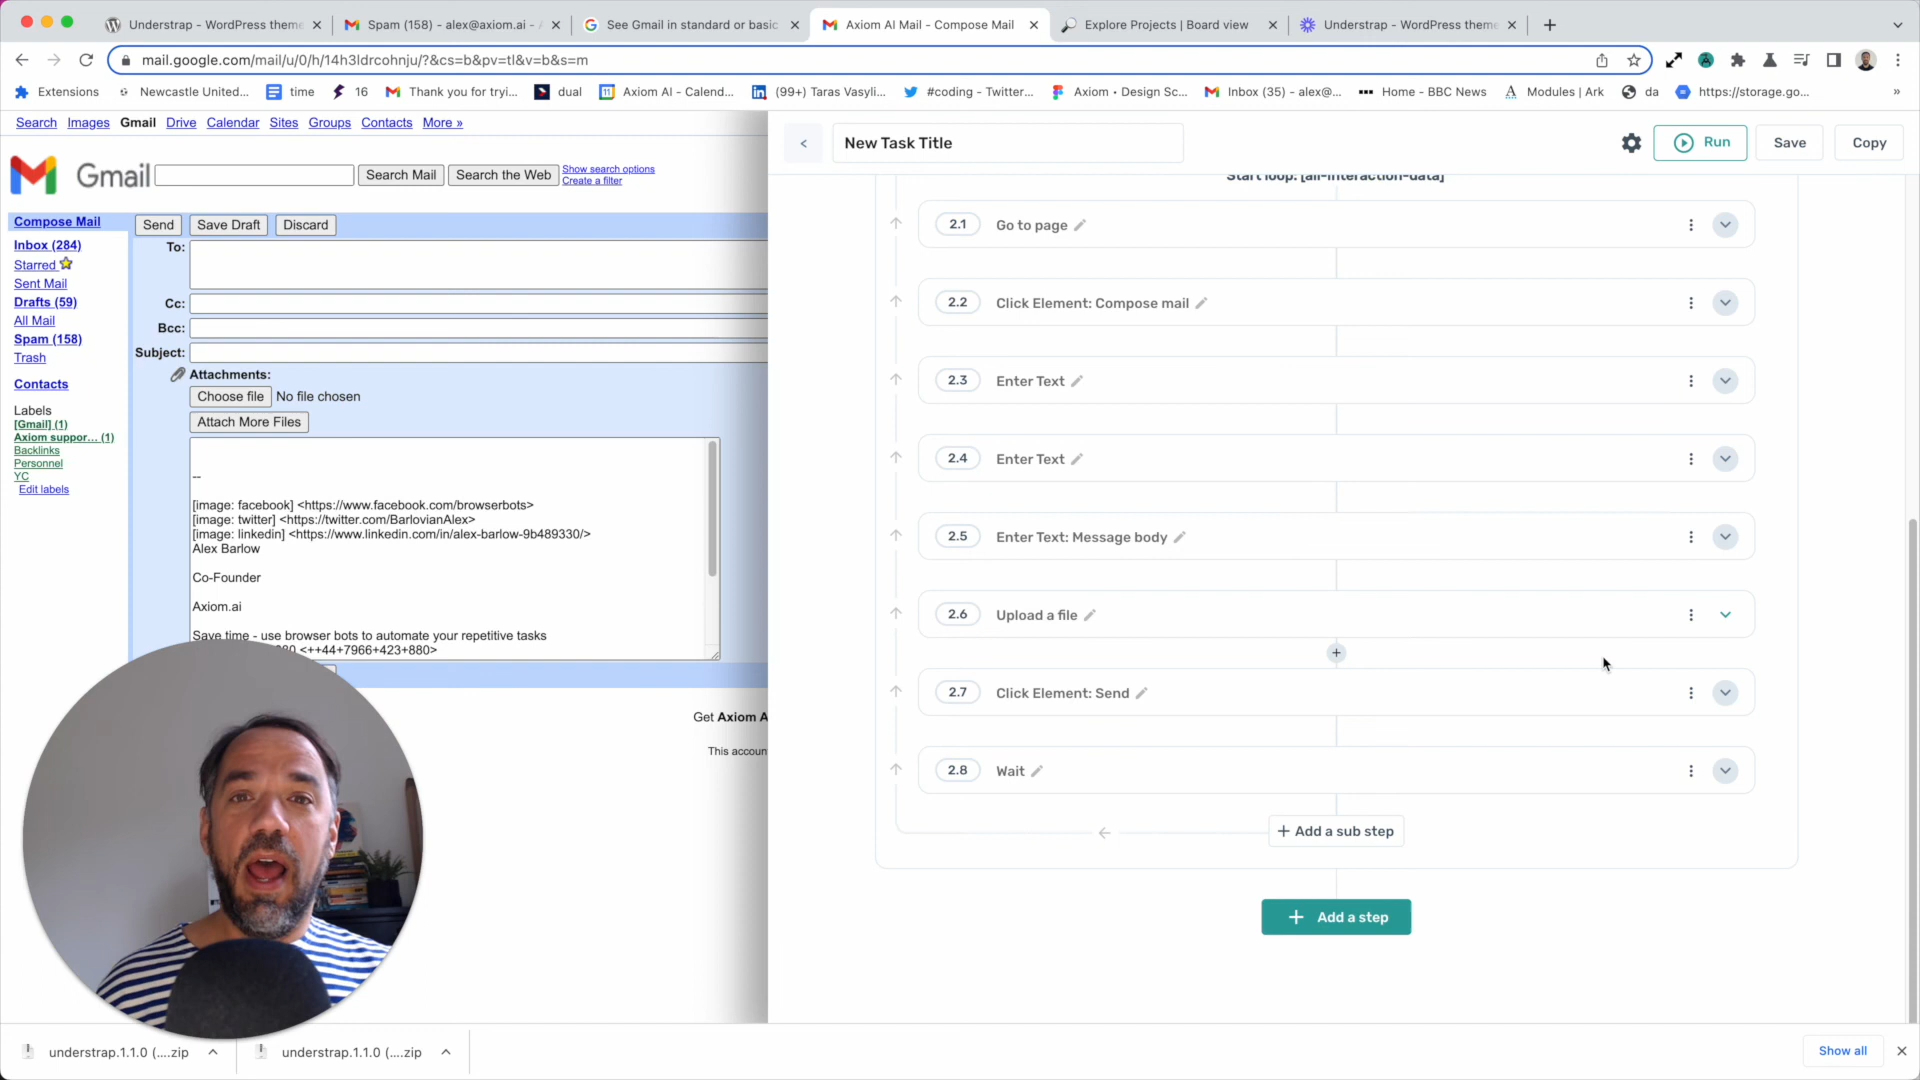 Understrap - WordPress theme
Spam (158) - alex@axiom.ai -
See Gmail in standard or basic
Axiom AI Mail - Compose Mail
Explore Projects | Board view
Understrap - WordPress theme
mail.google.com/mail/u/0/h/14h3ldrcohnju/?&cs=b&pv=tl&v=b&s=m
Extensions
Newcastle United...
time
16
Thank you for tryi...
dual
Axiom AI - Calend...
(99+) Taras Vasyli...
#coding - Twitter...
Axiom • Design Sc...
Inbox (35) - alex@...
Home - BBC News
Modules | Ark
da
https://storage.go...
»
Search Images Gmail Drive Calendar Sites Groups Contacts More »
Gmail
Search Mail
Search the Web
Show search options
Create a filter
Compose Mail
Inbox (284)
Starred
Sent Mail
Drafts (59)
All Mail
Spam (158)
Trash
Contacts
Labels
[Gmail] (1)
Axiom suppor... (1)
Backlinks
Personnel
YC
Edit labels
Send
Save Draft
Discard
To:
Cc:
Bcc:
Subject:
Attachments:
Choose file No file chosen
Attach More Files
--
[image: facebook] <https://www.facebook.com/browserbots>
[image: twitter] <https://twitter.com/BarlovianAlex>
[image: linkedin] <https://www.linkedin.com/in/alex-barlow-9b489330/>
Alex Barlow
Co-Founder
Axiom.ai
Save time - use browser bots to automate your repetitive tasks
<++44+7966+423+880>
Get Axiom A
This accoun
<
New Task Title
Run
Save
Copy
Start loop: [all-interaction-data]
2.1 Go to page
2.2 Click Element: Compose mail
2.3 Enter Text
2.4 Enter Text
2.5 Enter Text: Message body
2.6 Upload a file
+
2.7 Click Element: Send
2.8 Wait
+ Add a sub step
+ Add a step
understrap.1.1.0 (....zip
understrap.1.1.0 (....zip
Show all